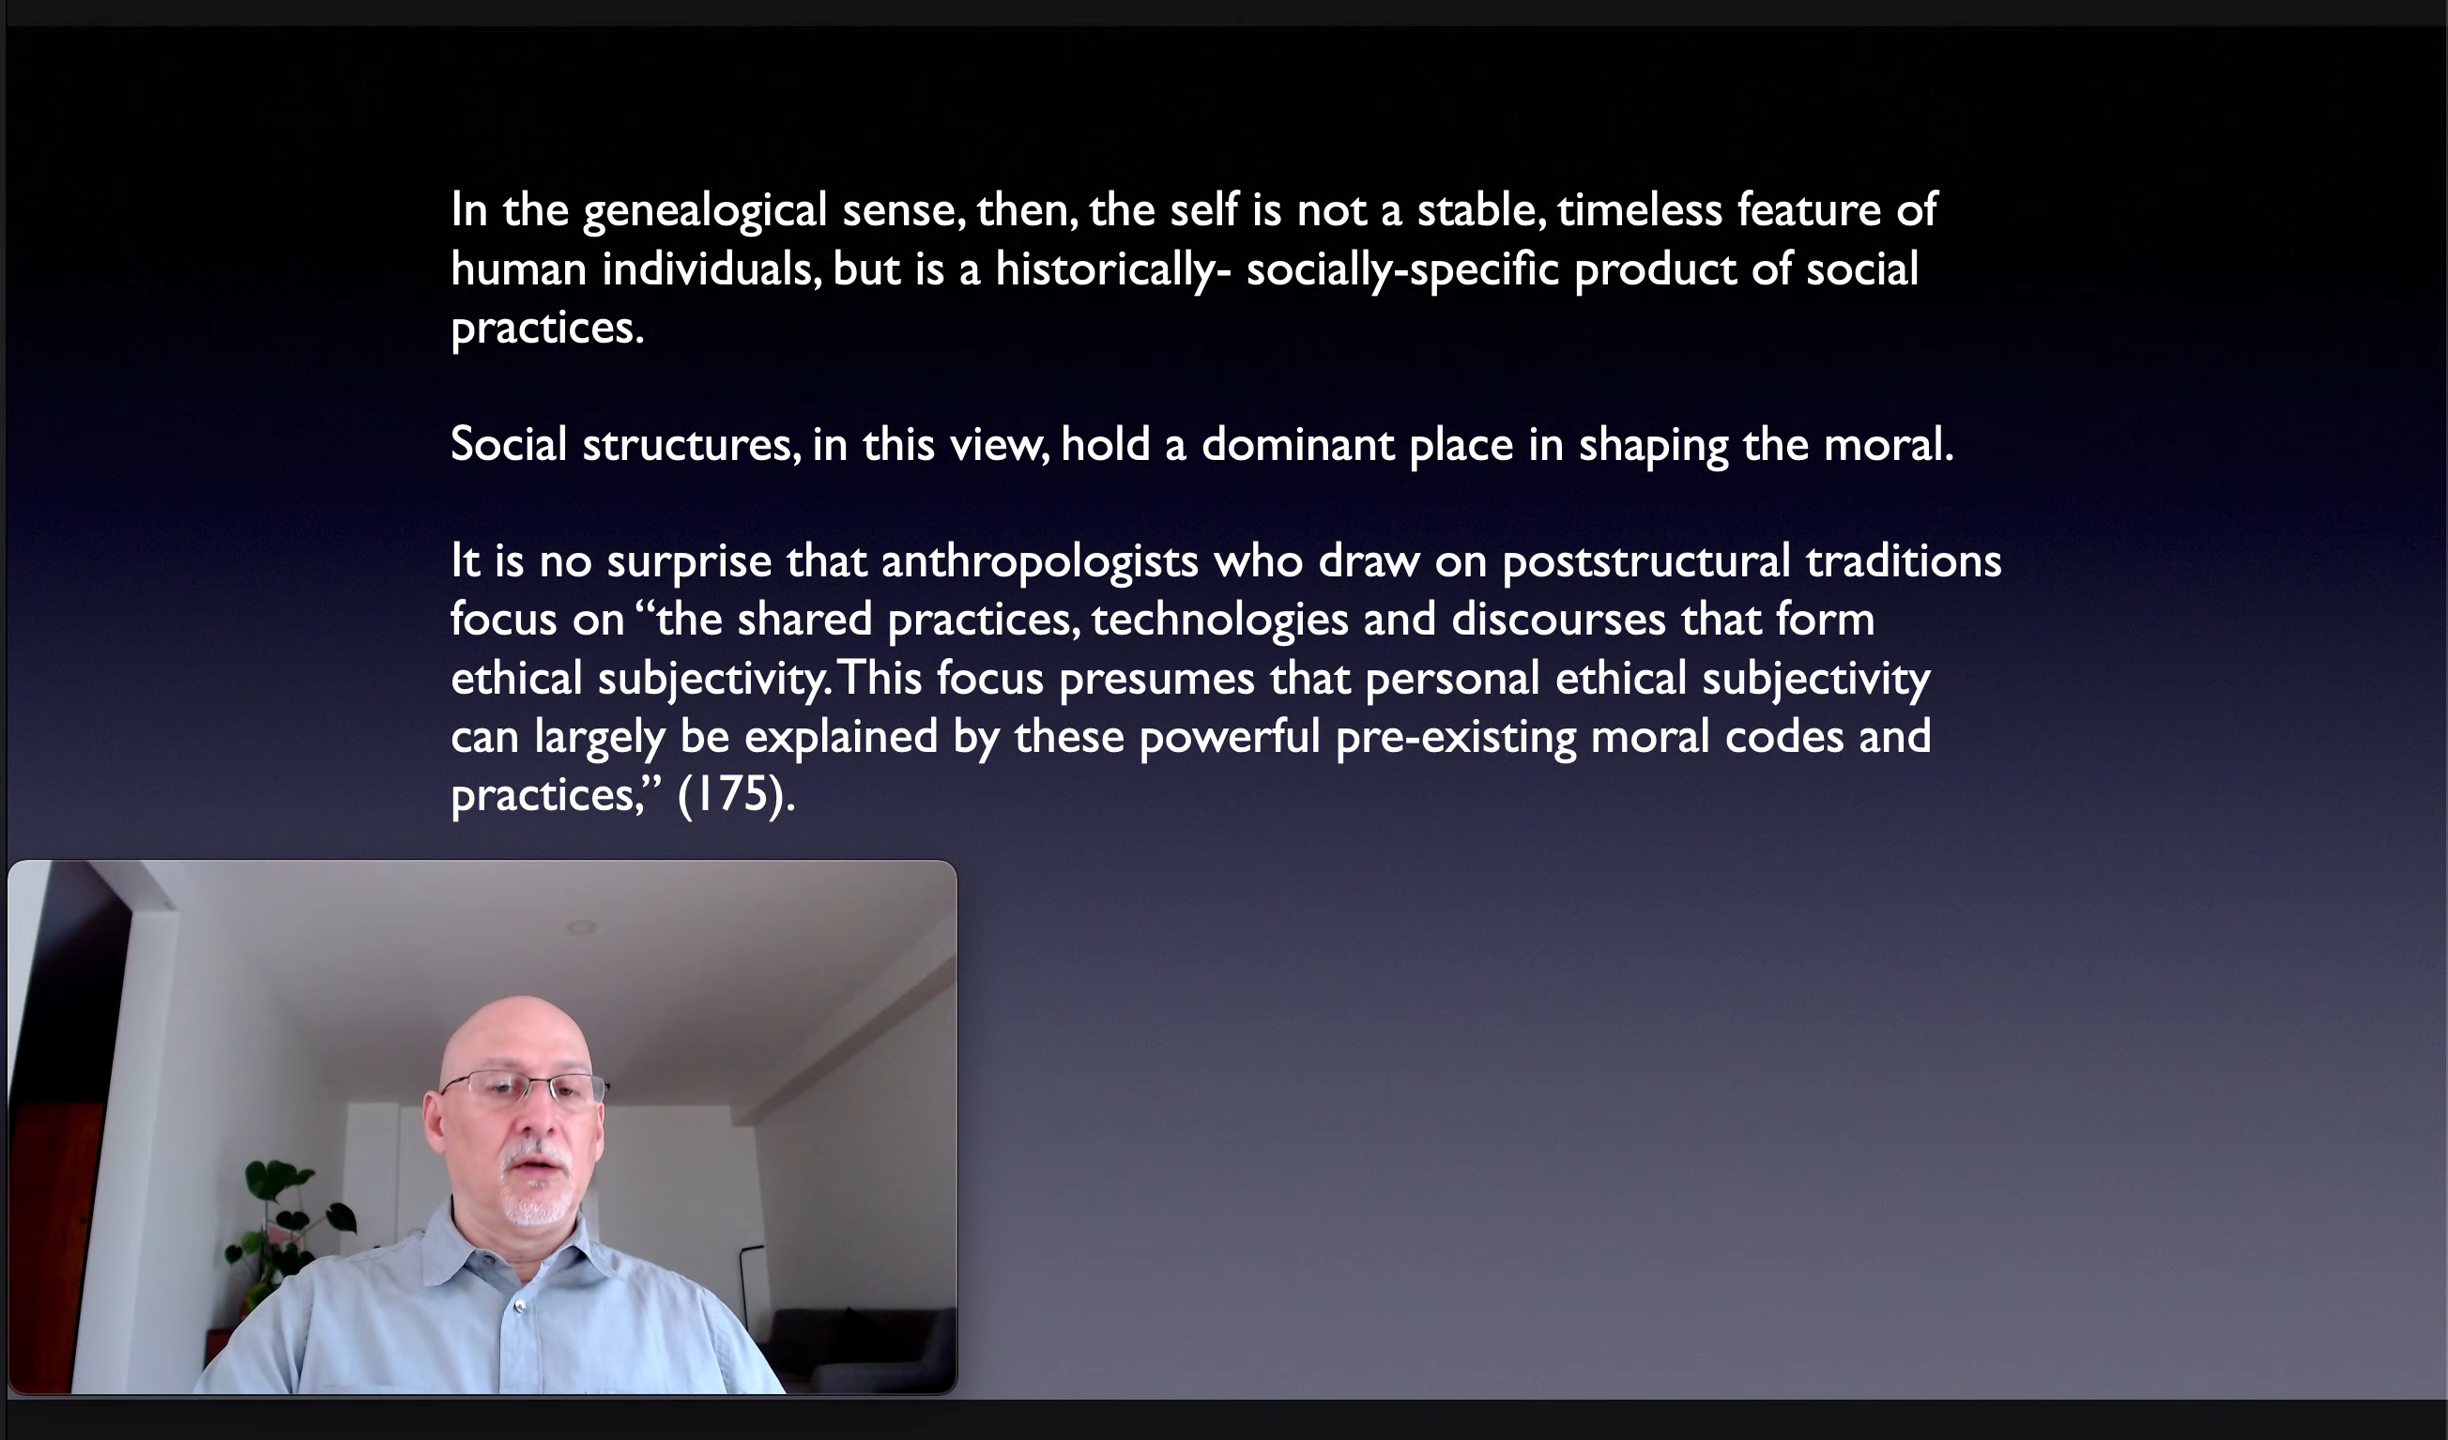 In the genealogical sense, then, the self is not a stable, timeless feature of
human individuals, but is a historically- socially-specific product of social
practices.
Social structures, in this view, hold a dominant place in shaping the moral.
It is no surprise that anthropologists who draw on poststructural traditions
focus on “the shared practices, technologies and discourses that form
ethical subjectivity. This focus presumes that personal ethical subjectivity
can largely be explained by these powerful pre-existing moral codes and
practices,” (175).